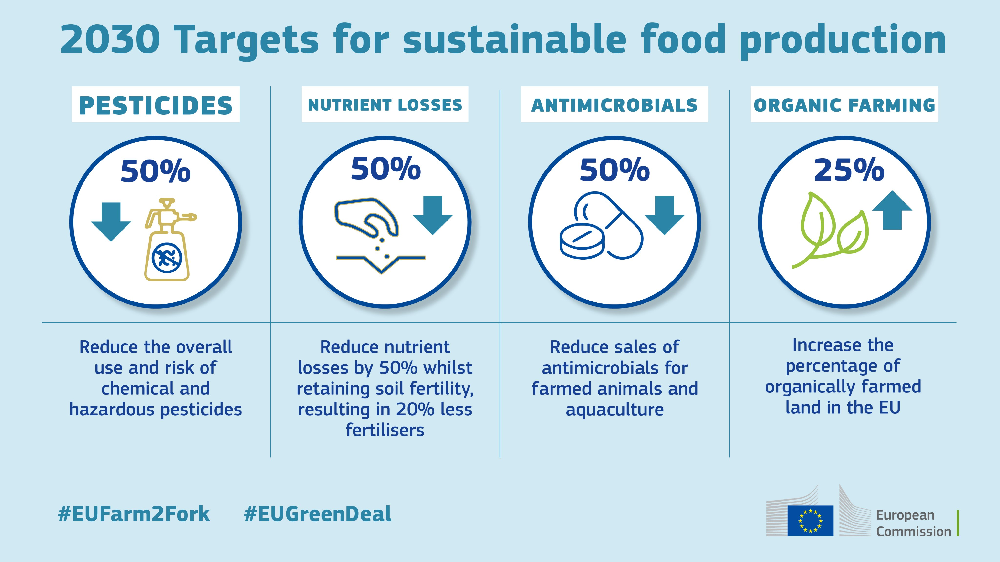 2030 Targets for sustainable food production
PESTICIDES
50%
Reduce the overall
use and risk of
chemical and
hazardous pesticides
NUTRIENT LOSSES
50%
Reduce nutrient
losses by 50% whilst
retaining soil fertility,
resulting in 20% less
fertilisers
ANTIMICROBIALS
50%
Reduce sales of
antimicrobials for
farmed animals and
aquaculture
ORGANIC FARMING
25%
Increase the
percentage of
organically farmed
land in the EU
#EUFarm2Fork
#EUGreenDeal
European
Commission